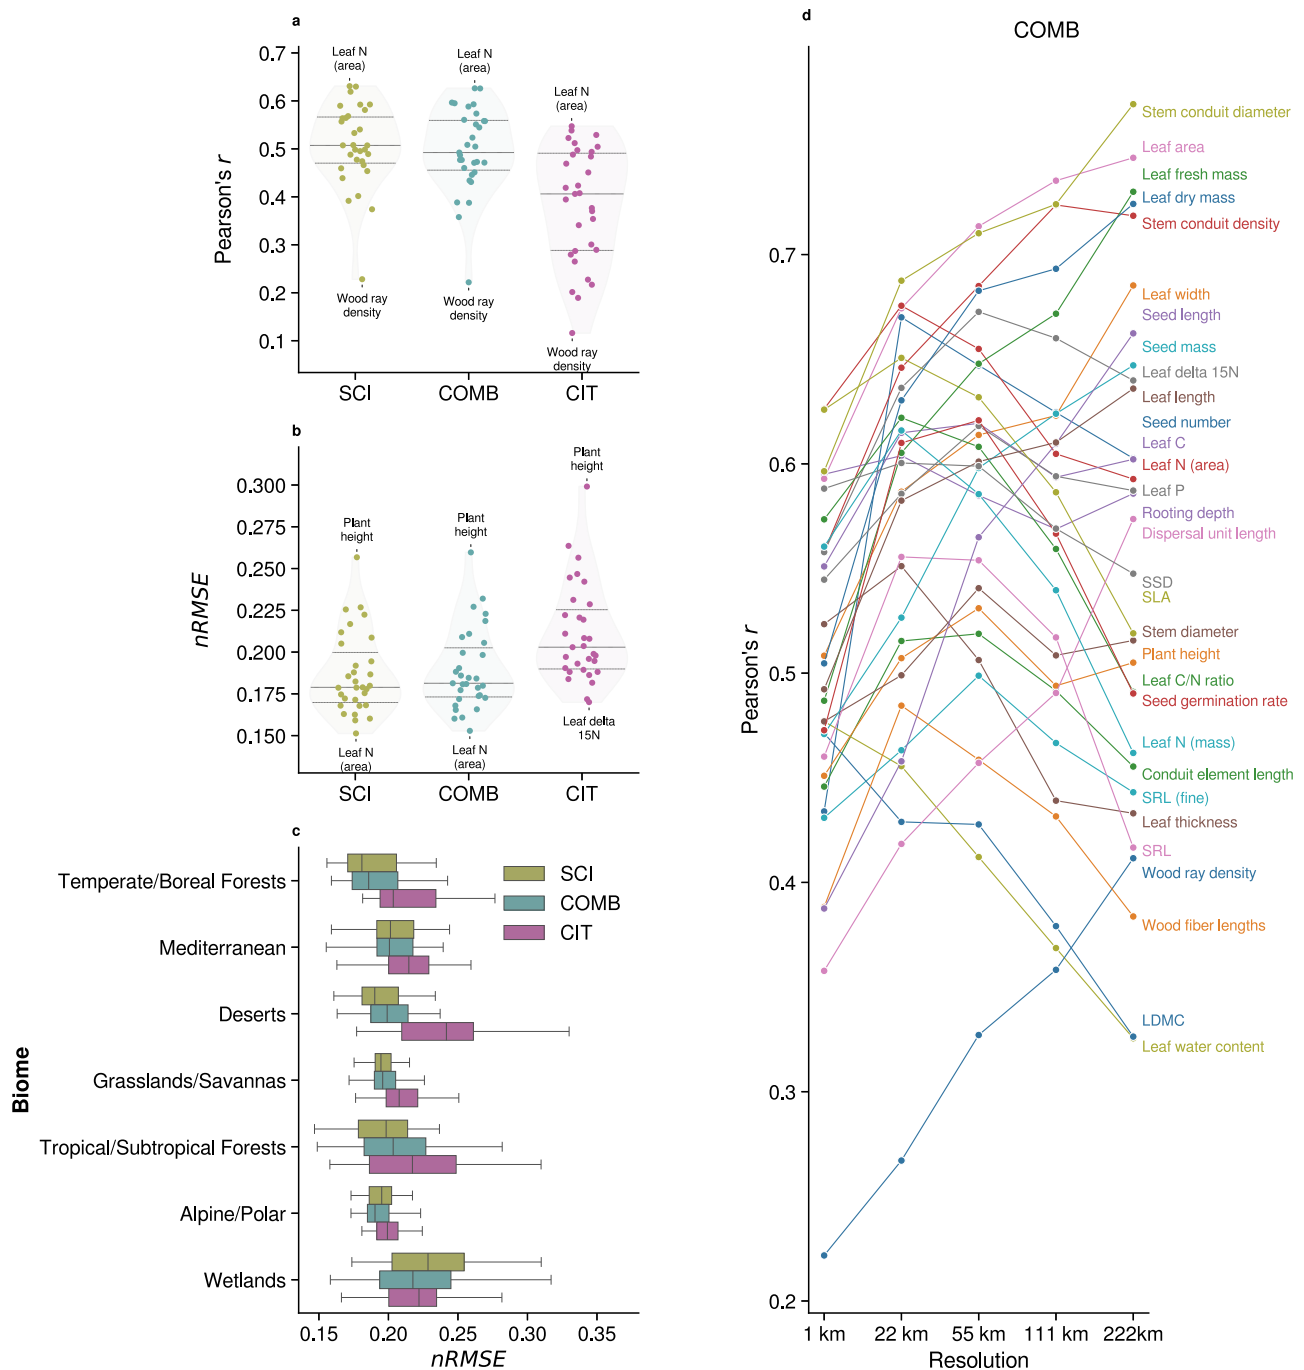 a
0.7
0.6
0.5
0.4
0.3
0.2
0.1
Pearson's r
Leaf N
(area)
Leaf N
(area)
Leaf N
(area)
Wood ray
density
Wood ray
density
Wood ray
density
SCI
COMB
CIT
b
0.300
0.275
0.250
0.225
0.200
0.175
0.150
nRMSE
Plant
height
Plant
height
Plant
height
Leaf N
(area)
Leaf N
(area)
Leaf delta
15N
SCI
COMB
CIT
c
Biome
Temperate/Boreal Forests
Mediterranean
Deserts
Grasslands/Savannas
Tropical/Subtropical Forests
Alpine/Polar
Wetlands
SCI
COMB
CIT
0.15
0.20
0.25
0.30
0.35
nRMSE
d
COMB
0.7
0.6
0.5
0.4
0.3
0.2
Pearson's r
Stem conduit diameter
Leaf area
Leaf fresh mass
Leaf dry mass
Stem conduit density
Leaf width
Seed length
Seed mass
Leaf delta 15N
Leaf length
Seed number
Leaf C
Leaf N (area)
Leaf P
Rooting depth
Dispersal unit length
SSD
SLA
Stem diameter
Plant height
Leaf C/N ratio
Seed germination rate
Leaf N (mass)
Conduit element length
SRL (fine)
Leaf thickness
SRL
Wood ray density
Wood fiber lengths
LDMC
Leaf water content
1 km
22 km
55 km
111 km
222km
Resolution